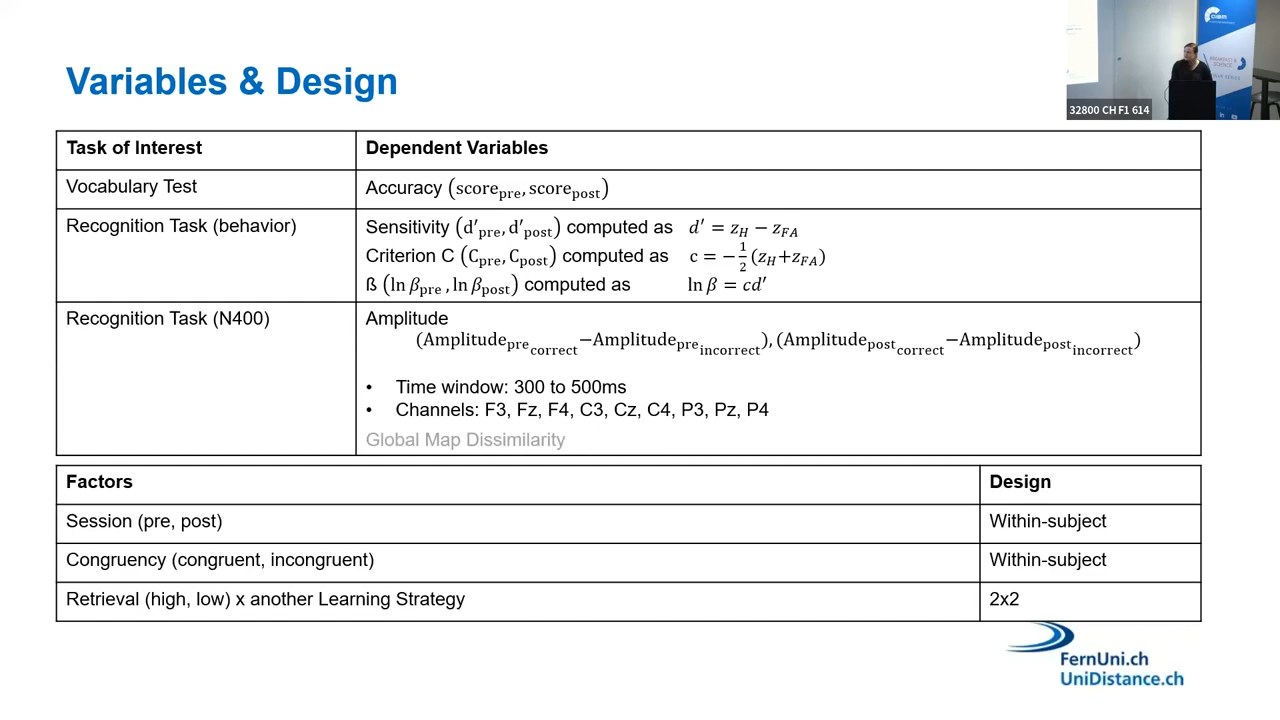 Variables & Design
32800 CH F1 614
Task of Interest Dependent Variables
Vocabulary Test Accuracy (score_pre, score_post)
Recognition Task (behavior) Sensitivity (d′_pre, d′_post) computed as d′ = z_H − z_FA
Criterion C (C_pre, C_post) computed as c = −1/2(z_H+z_FA)
ß (ln β_pre , ln β_post) computed as ln β = cd′
Recognition Task (N400) Amplitude
(Amplitude_pre_correct−Amplitude_pre_incorrect), (Amplitude_post_correct−Amplitude_post_incorrect)
• Time window: 300 to 500ms
• Channels: F3, Fz, F4, C3, Cz, C4, P3, Pz, P4
Global Map Dissimilarity
Factors Design
Session (pre, post) Within-subject
Congruency (congruent, incongruent) Within-subject
Retrieval (high, low) x another Learning Strategy 2x2
FernUni.ch
UniDistance.ch